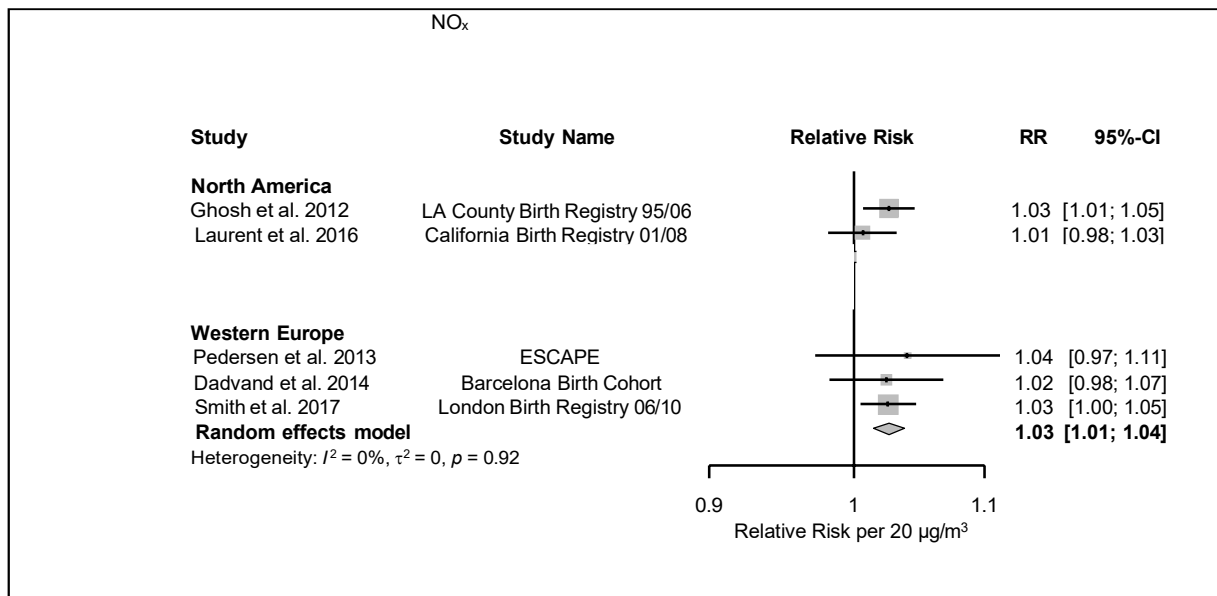 NOₓ
Study Study Name Relative Risk RR 95%-CI
North America
Ghosh et al. 2012 LA County Birth Registry 95/06 1.03 [1.01; 1.05]
Laurent et al. 2016 California Birth Registry 01/08 1.01 [0.98; 1.03]
Western Europe
Pedersen et al. 2013 ESCAPE 1.04 [0.97; 1.11]
Dadvand et al. 2014 Barcelona Birth Cohort 1.02 [0.98; 1.07]
Smith et al. 2017 London Birth Registry 06/10 1.03 [1.00; 1.05]
Random effects model 1.03 [1.01; 1.04]
Heterogeneity: I² = 0%, τ² = 0, p = 0.92
0.9 1 1.1
Relative Risk per 20 µg/m³